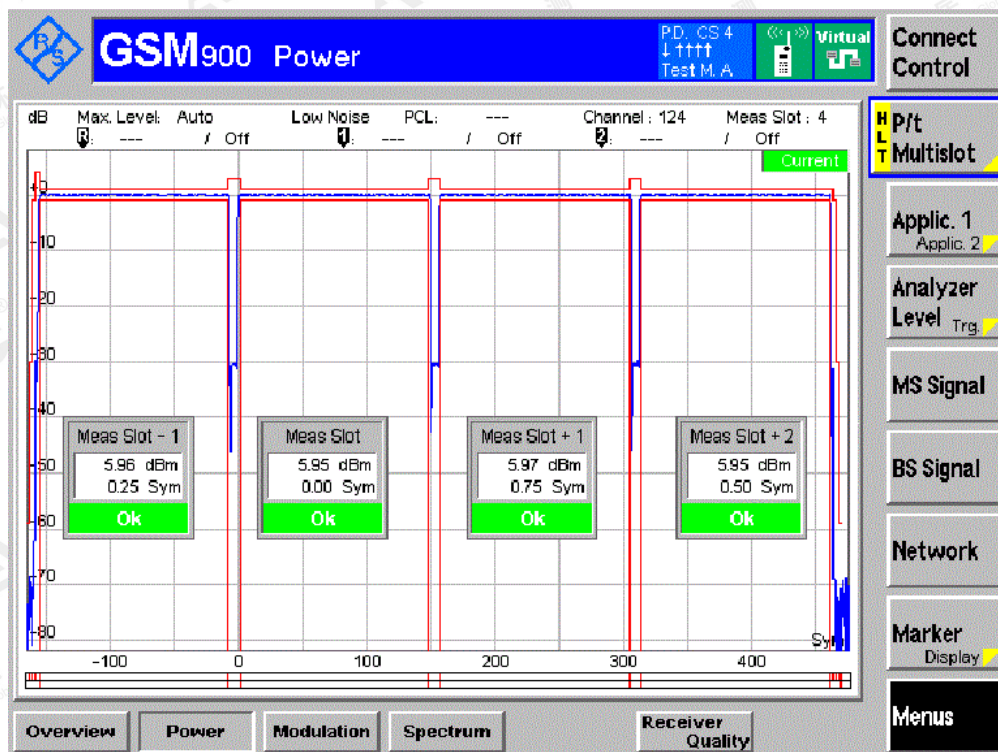 R S
GSM900 Power
P.D. CS 4
↓ ↑↑↑↑
Test M. A
Virtual
Connect Control
dB Max. Level: Auto Low Noise PCL: --- Channel : 124 Meas Slot : 4
R: --- / Off 1: --- / Off 2: --- / Off
Current
HLT
P/t Multislot
Applic. 1
Applic. 2
Analyzer Level
Trg.
MS Signal
BS Signal
Network
Marker
Display
Menus
+0
-10
-20
-30
-40
-50
-60
-70
-80
Meas Slot - 1
5.96 dBm
0.25 Sym
Ok
Meas Slot
5.95 dBm
0.00 Sym
Ok
Meas Slot + 1
5.97 dBm
0.75 Sym
Ok
Meas Slot + 2
5.95 dBm
0.50 Sym
Ok
Sym
-100 0 100 200 300 400
Overview Power Modulation Spectrum Receiver Quality